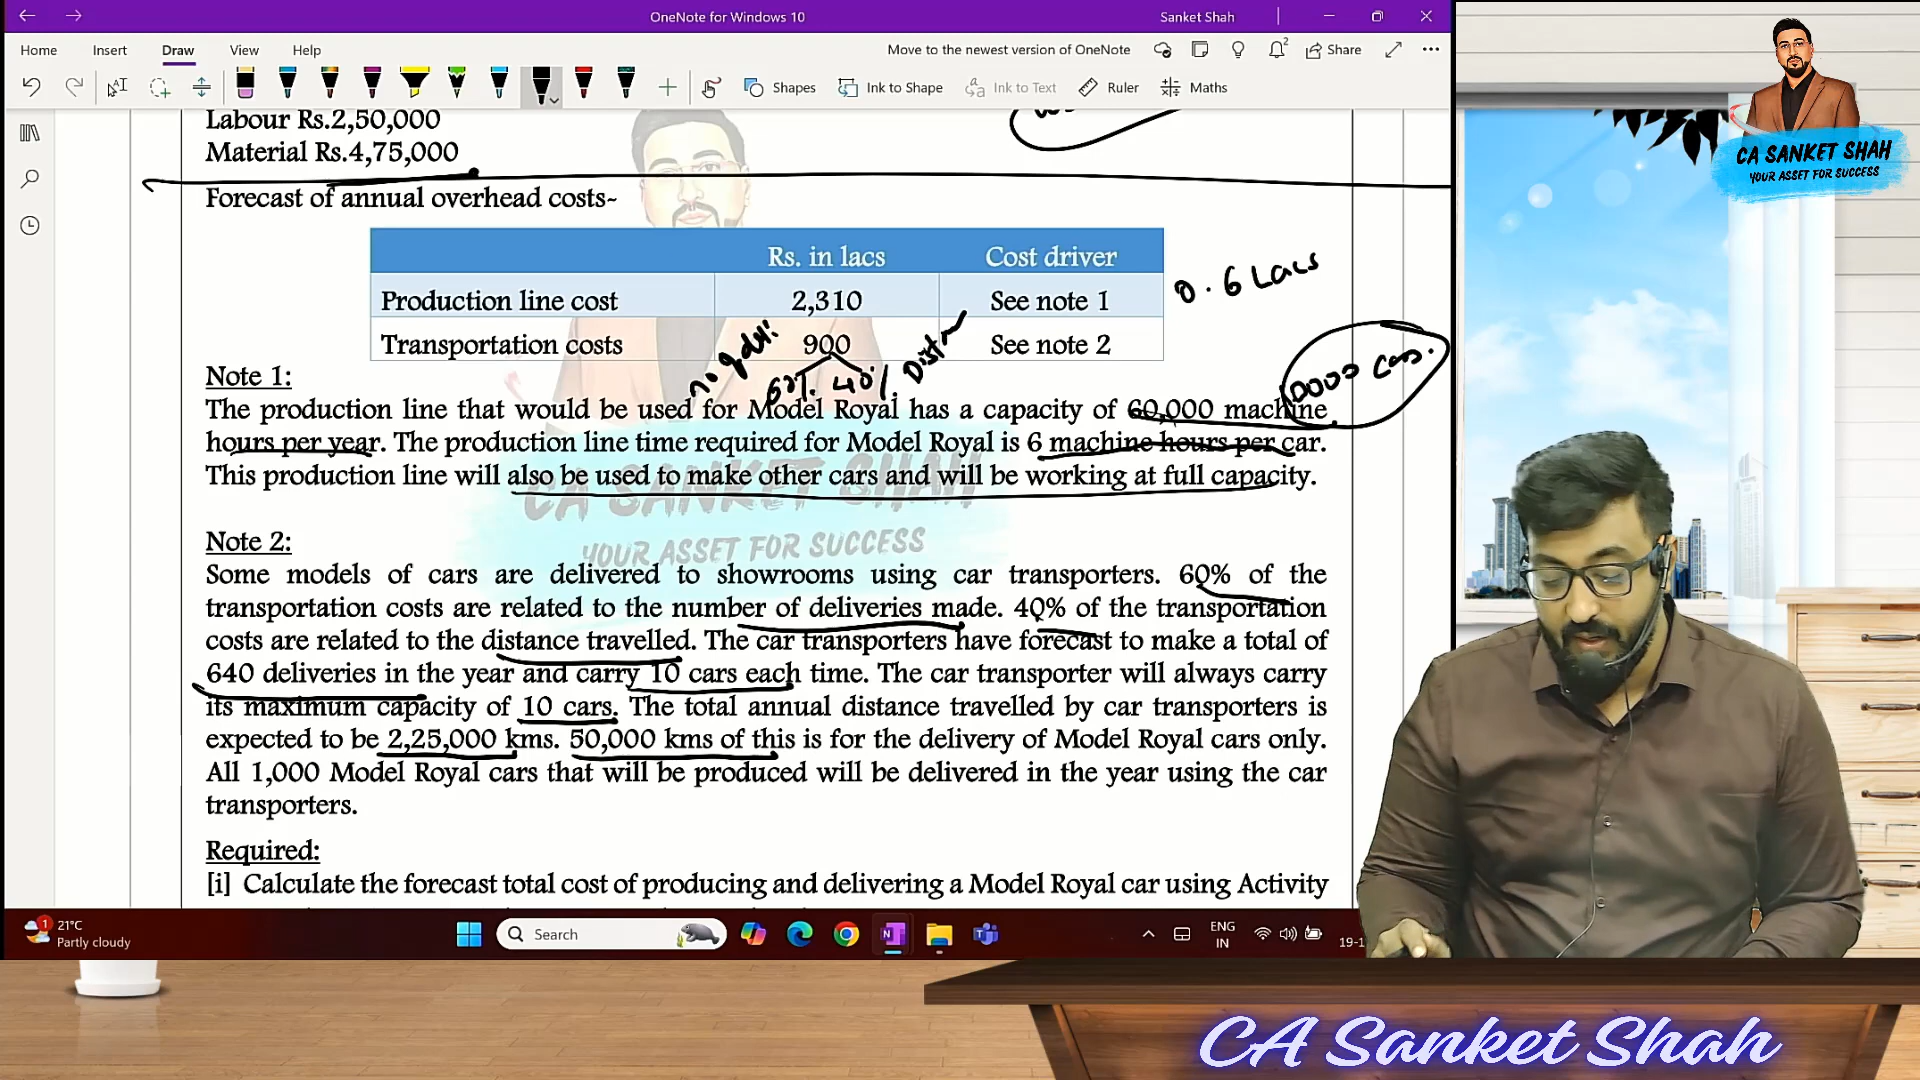 OneNote for Windows 10
Sanket Shah
Home Insert Draw View Help
Move to the newest version of OneNote
2
Share
Shapes
Ink to Shape
Ink to Text
Ruler
Maths
Labour Rs.2,50,000
Material Rs.4,75,000
Forecast of annual overhead costs-
Rs. in lacs Cost driver
Production line cost 2,310 See note 1
0.6 Lacs
Transportation costs 900 See note 2
60% 40%
10000 cars.
Note 1:
The production line that would be used for Model Royal has a capacity of 60,000 machine
hours per year. The production line time required for Model Royal is 6 machine hours per car.
This production line will also be used to make other cars and will be working at full capacity.
CA SANKET SHAH
YOUR ASSET FOR SUCCESS
Note 2:
Some models of cars are delivered to showrooms using car transporters. 60% of the
transportation costs are related to the number of deliveries made. 40% of the transportation
costs are related to the distance travelled. The car transporters have forecast to make a total of
640 deliveries in the year and carry 10 cars each time. The car transporter will always carry
its maximum capacity of 10 cars. The total annual distance travelled by car transporters is
expected to be 2,25,000 kms. 50,000 kms of this is for the delivery of Model Royal cars only.
All 1,000 Model Royal cars that will be produced will be delivered in the year using the car
transporters.
Required:
[i] Calculate the forecast total cost of producing and delivering a Model Royal car using Activity
1
21°C
Partly cloudy
Search
ENG
IN
19-1
CA SANKET SHAH
YOUR ASSET FOR SUCCESS
CA Sanket Shah